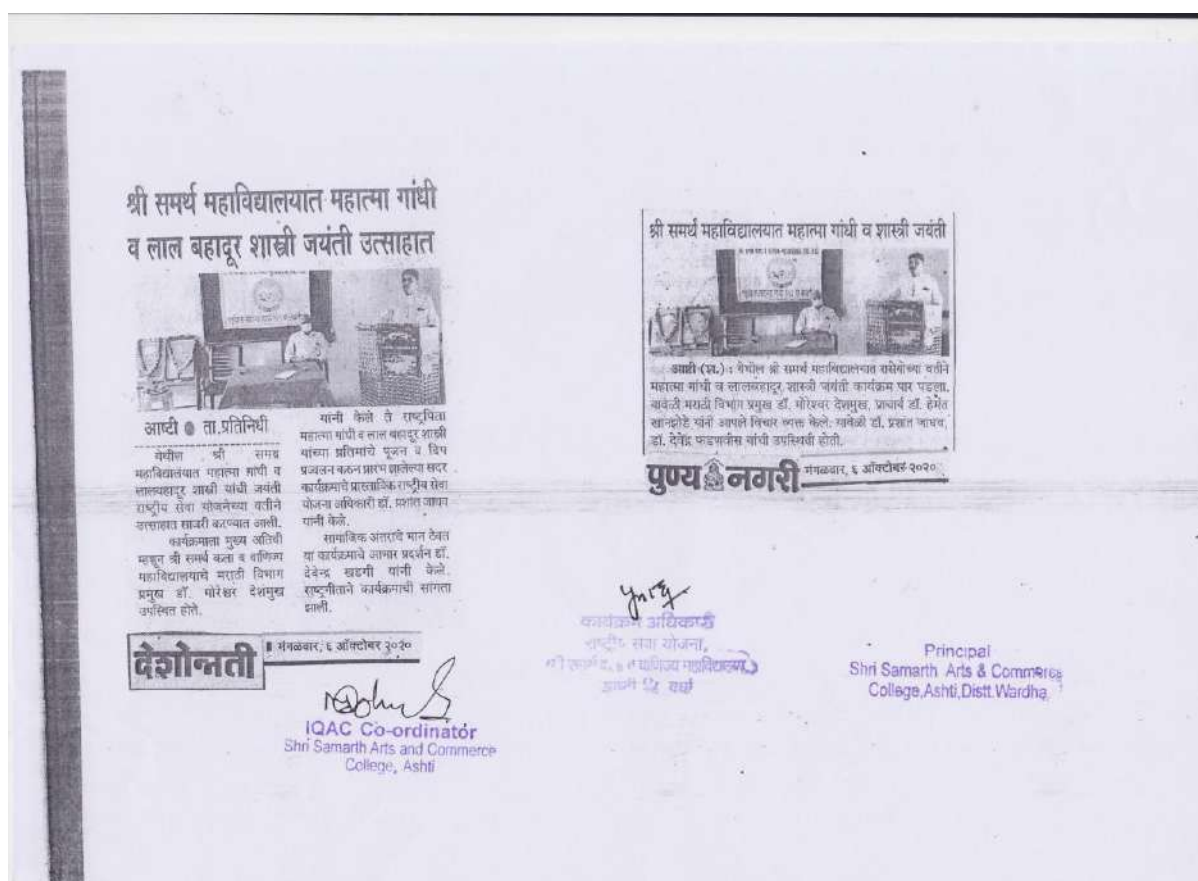 श्री समर्थ महाविद्यालयात महात्मा गांधी
व लाल बहादूर शास्त्री जयंती उत्साहात
आष्टी ता.प्रतिनिधी
येथील श्री समर्थ
महाविद्यालयात महात्मा गांधी व
लालबहादूर शास्त्री यांची जयंती
राष्ट्रीय सेवा योजनेच्या वतीने
उत्साहात साजरी करण्यात आली.
कार्यक्रमाला मुख्य अतिथी
म्हणून श्री समर्थ कला व वाणिज्य
महाविद्यालयाचे मराठी विभाग
प्रमुख डॉ. मोरेश्वर देशमुख
उपस्थित होते.
यांनी केले ते राष्ट्रपिता
महात्मा गांधी व लाल बहादूर शास्त्री
यांच्या प्रतिमांचे पूजन व दिप
प्रज्वलन करून प्रारंभ झालेल्या सदर
कार्यक्रमाचे प्रास्ताविक राष्ट्रीय सेवा
योजना अधिकारी डॉ. प्रशांत जाधव
यांनी केले.
सामाजिक अंतराचे भान ठेवत
या कार्यक्रमाचे आभार प्रदर्शन डॉ.
देवेन्द्र खडगी यांनी केले.
राष्ट्रगीताने कार्यक्रमाची सांगता
झाली.
देशोन्नती मंगळवार, ६ ऑक्टोबर २०२०
IQAC Co-ordinator
Shri Samarth Arts and Commerce
College, Ashti
श्री समर्थ महाविद्यालयात महात्मा गांधी व शास्त्री जयंती
आष्टी (श.) : येथील श्री समर्थ महाविद्यालयात रासेयोच्या वतीने
महात्मा गांधी व लालबहादूर शास्त्री जयंती कार्यक्रम पार पडला.
यावेळी मराठी विभाग प्रमुख डॉ. मोरेश्वर देशमुख, प्राचार्य डॉ. हेमंत
खानझोडे यांनी आपले विचार व्यक्त केले. यावेळी डॉ. प्रशांत जाधव,
डॉ. देवेंद्र फडणवीस यांची उपस्थिती होती.
पुण्य नगरी मंगळवार, ६ ऑक्टोबर २०२०
कार्यक्रम अधिकारी
राष्ट्रीय सेवा योजना,
वाणिज्य महाविद्यालय
Principal
Shri Samarth Arts & Commerce
College,Ashti,Distt.Wardha.